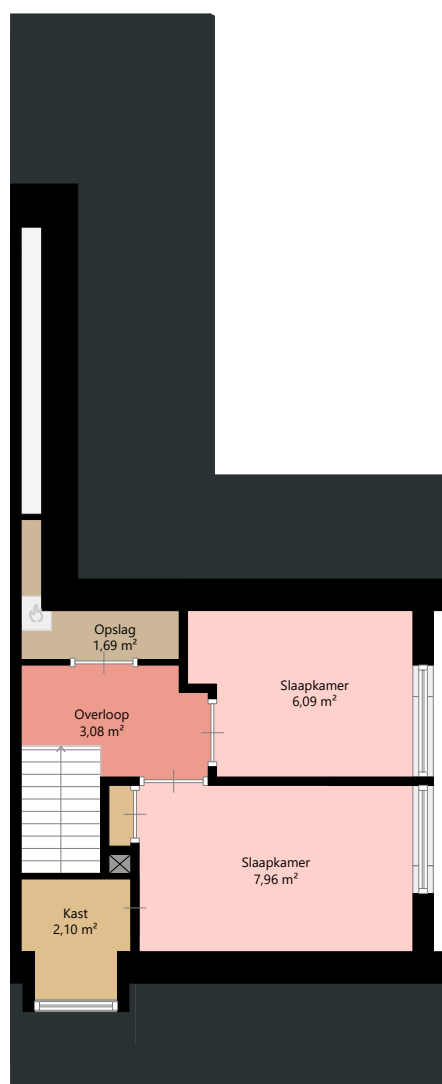 Opslag
1,69 m²
Slaapkamer
6,09 m²
Overloop
3,08 m²
Slaapkamer
7,96 m²
Kast
2,10 m²